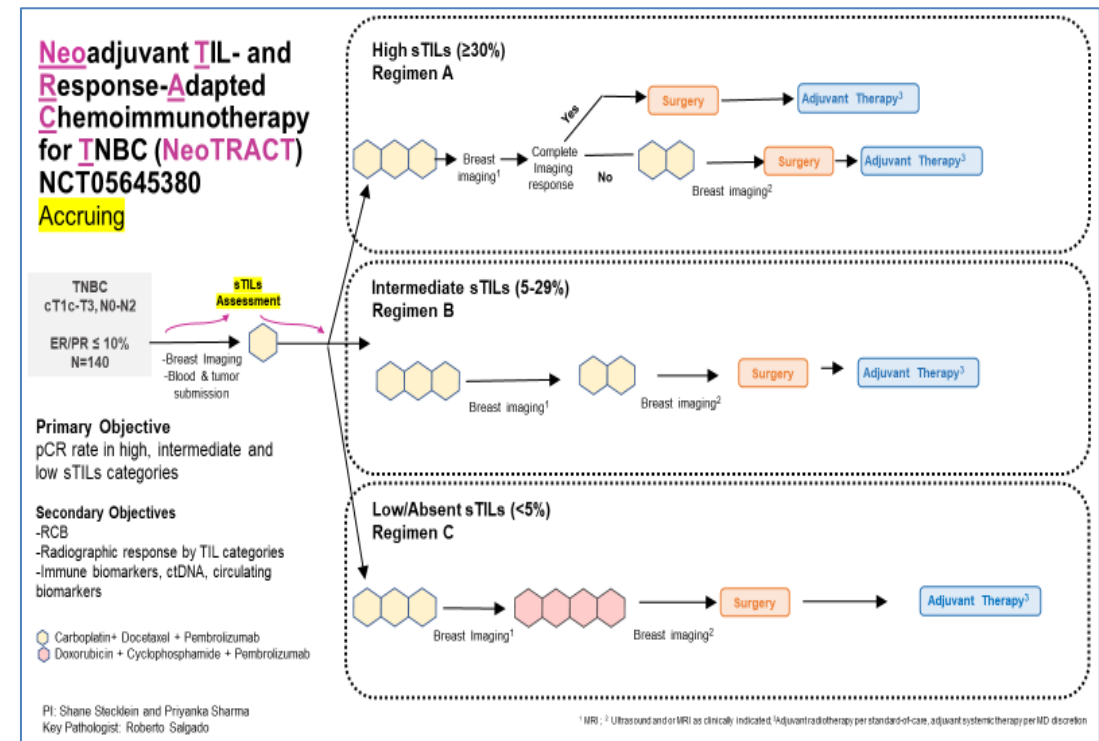 Neoadjuvant TIL- and
Response-Adapted
Chemoimmunotherapy
for TNBC (NeoTRACT)
NCT05645380
Accruing
TNBC
cT1c-T3, N0-N2
ER/PR ≤ 10%
N=140
sTILs
Assessment
-Breast Imaging
-Blood & tumor
submission
Primary Objective
pCR rate in high, intermediate and
low sTILs categories
Secondary Objectives
-RCB
-Radiographic response by TIL categories
-Immune biomarkers, ctDNA, circulating
biomarkers
Carboplatin+ Docetaxel + Pembrolizumab
Doxorubicin + Cyclophosphamide + Pembrolizumab
PI: Shane Stecklein and Priyanka Sharma
Key Pathologist: Roberto Salgado
High sTILs (≥30%)
Regimen A
Breast
imaging¹
Complete
Imaging
response
Yes
Surgery
Adjuvant Therapy³
No
Breast imaging²
Surgery
Adjuvant Therapy³
Intermediate sTILs (5-29%)
Regimen B
Breast imaging¹
Breast imaging²
Surgery
Adjuvant Therapy³
Low/Absent sTILs (<5%)
Regimen C
Breast Imaging¹
Breast imaging²
Surgery
Adjuvant Therapy³
¹ MRI ; ² Ultrasound and/or MRI as clinically indicated; ³Adjuvant radiotherapy per standard-of-care, adjuvant systemic therapy per MD discretion